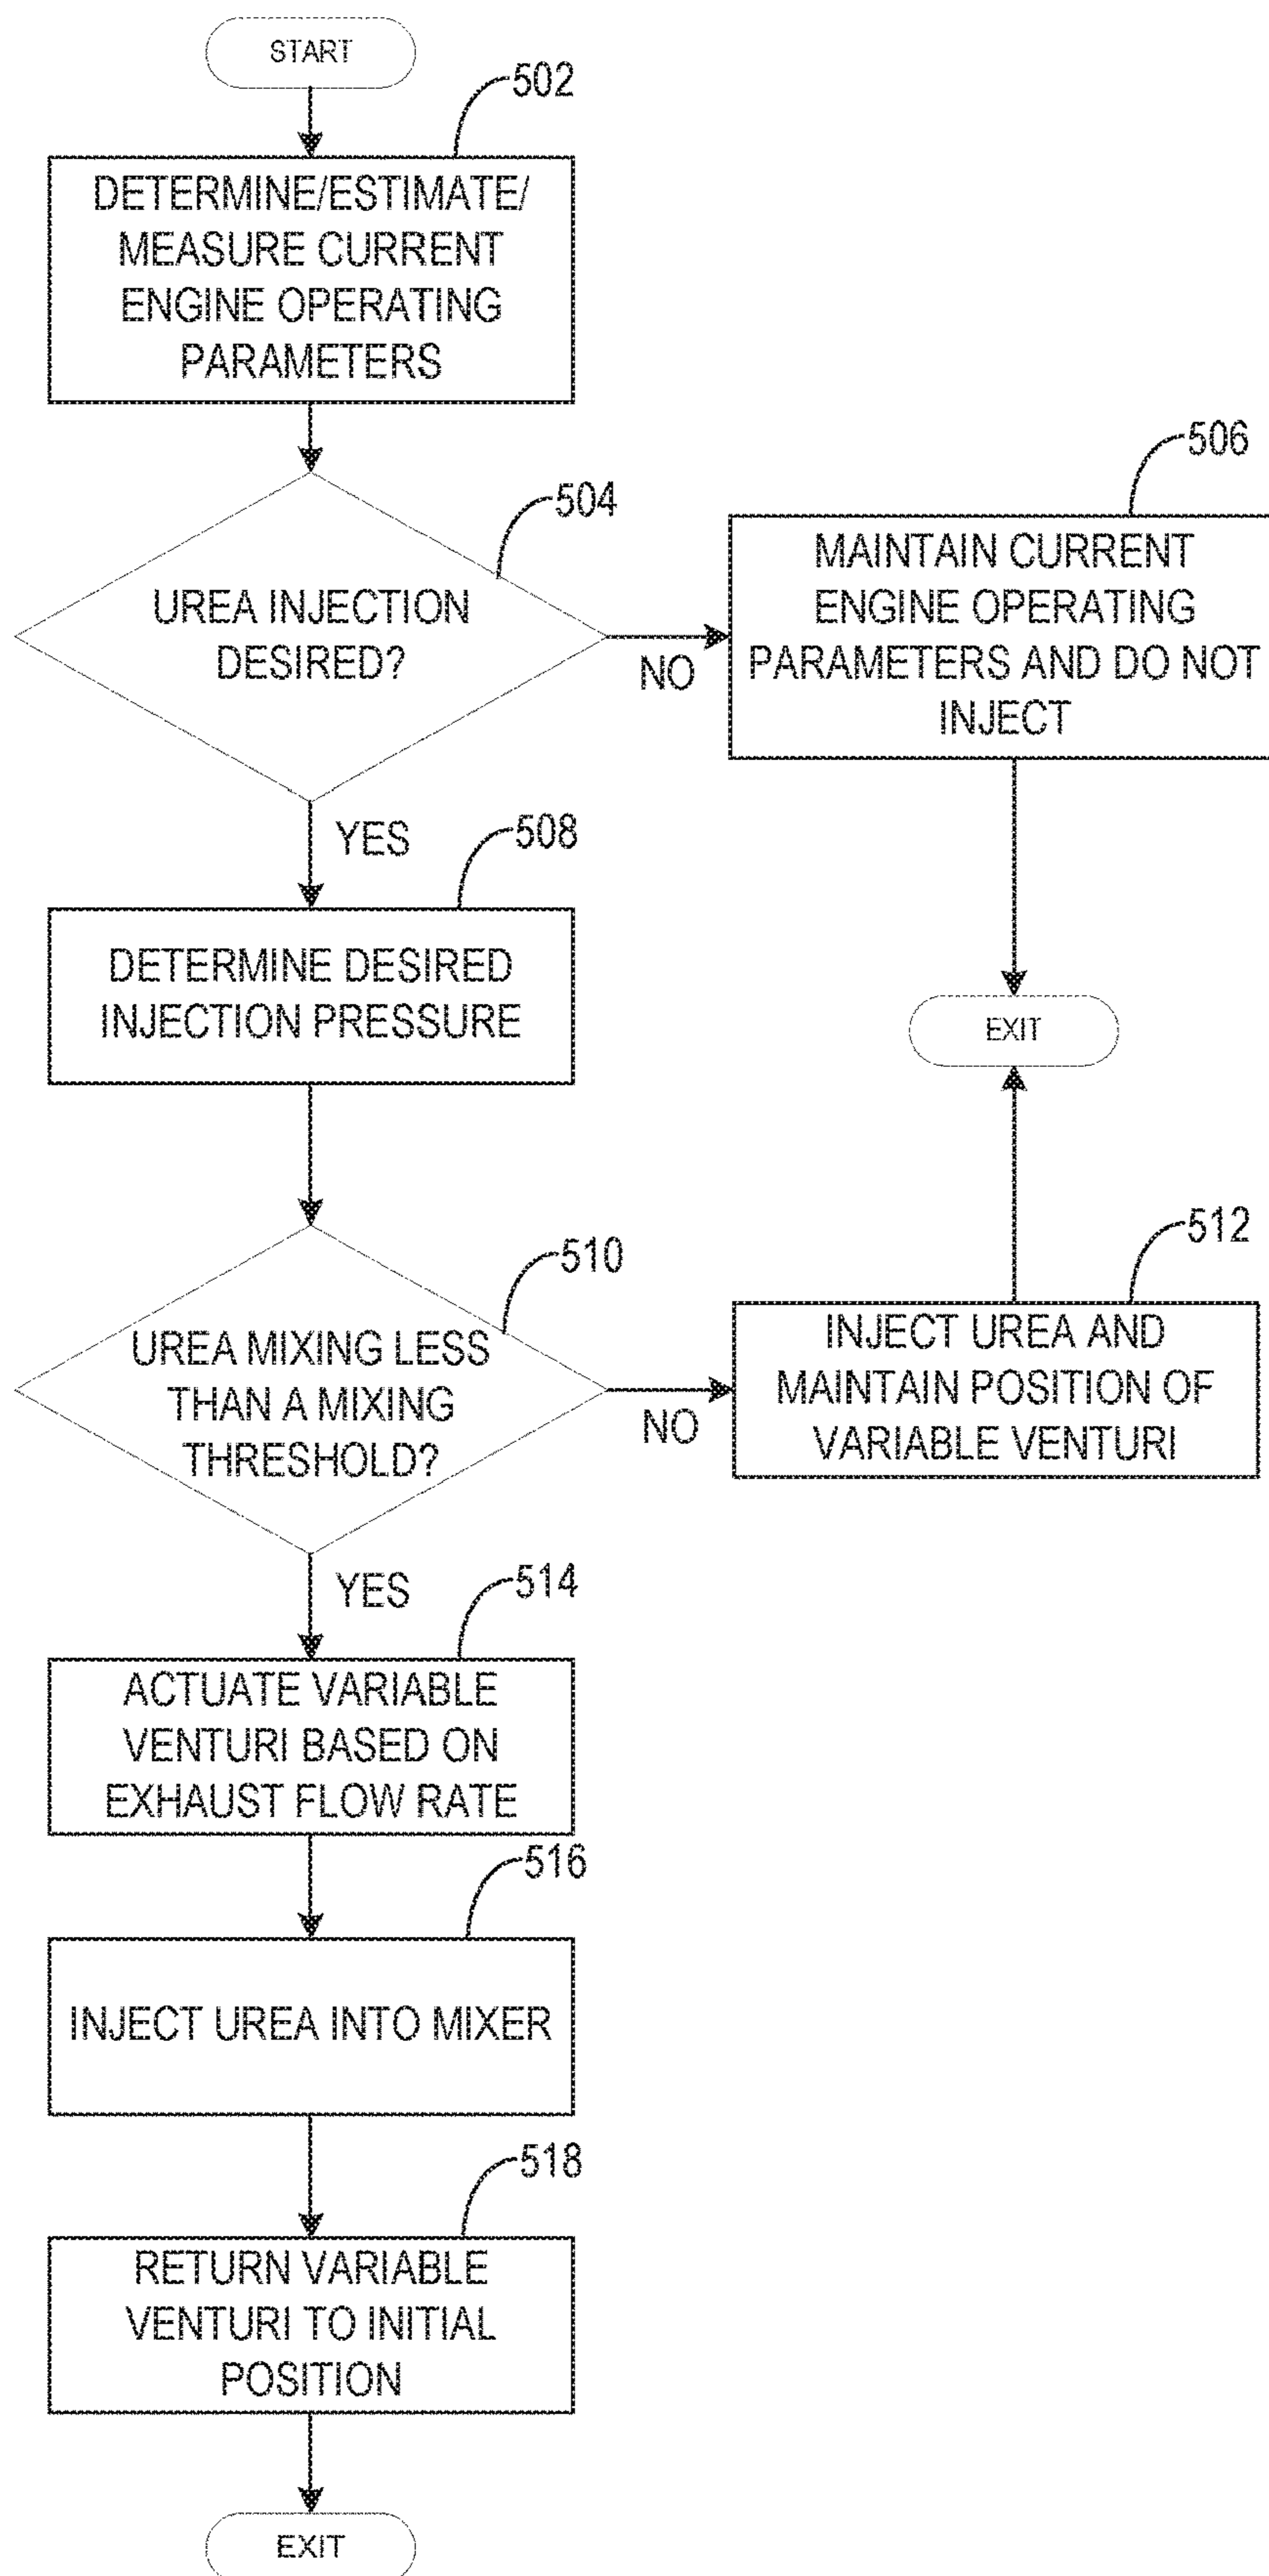 START
502
DETERMINE/ESTIMATE/
MEASURE CURRENT
ENGINE OPERATING
PARAMETERS
504
UREA INJECTION
DESIRED?
NO
506
MAINTAIN CURRENT
ENGINE OPERATING
PARAMETERS AND DO NOT
INJECT
EXIT
YES
508
DETERMINE DESIRED
INJECTION PRESSURE
510
UREA MIXING LESS
THAN A MIXING
THRESHOLD?
NO
512
INJECT UREA AND
MAINTAIN POSITION OF
VARIABLE VENTURI
YES
514
ACTUATE VARIABLE
VENTURI BASED ON
EXHAUST FLOW RATE
516
INJECT UREA INTO MIXER
518
RETURN VARIABLE
VENTURI TO INITIAL
POSITION
EXIT